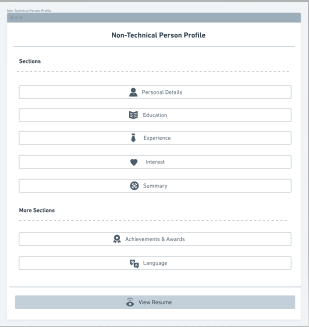 Non-Technical Person Profile
Non-Technical Person Profile
Sections
Personal Details
Education
Experience
Interest
Summary
More Sections
Achievements & Awards
Language
View Resume